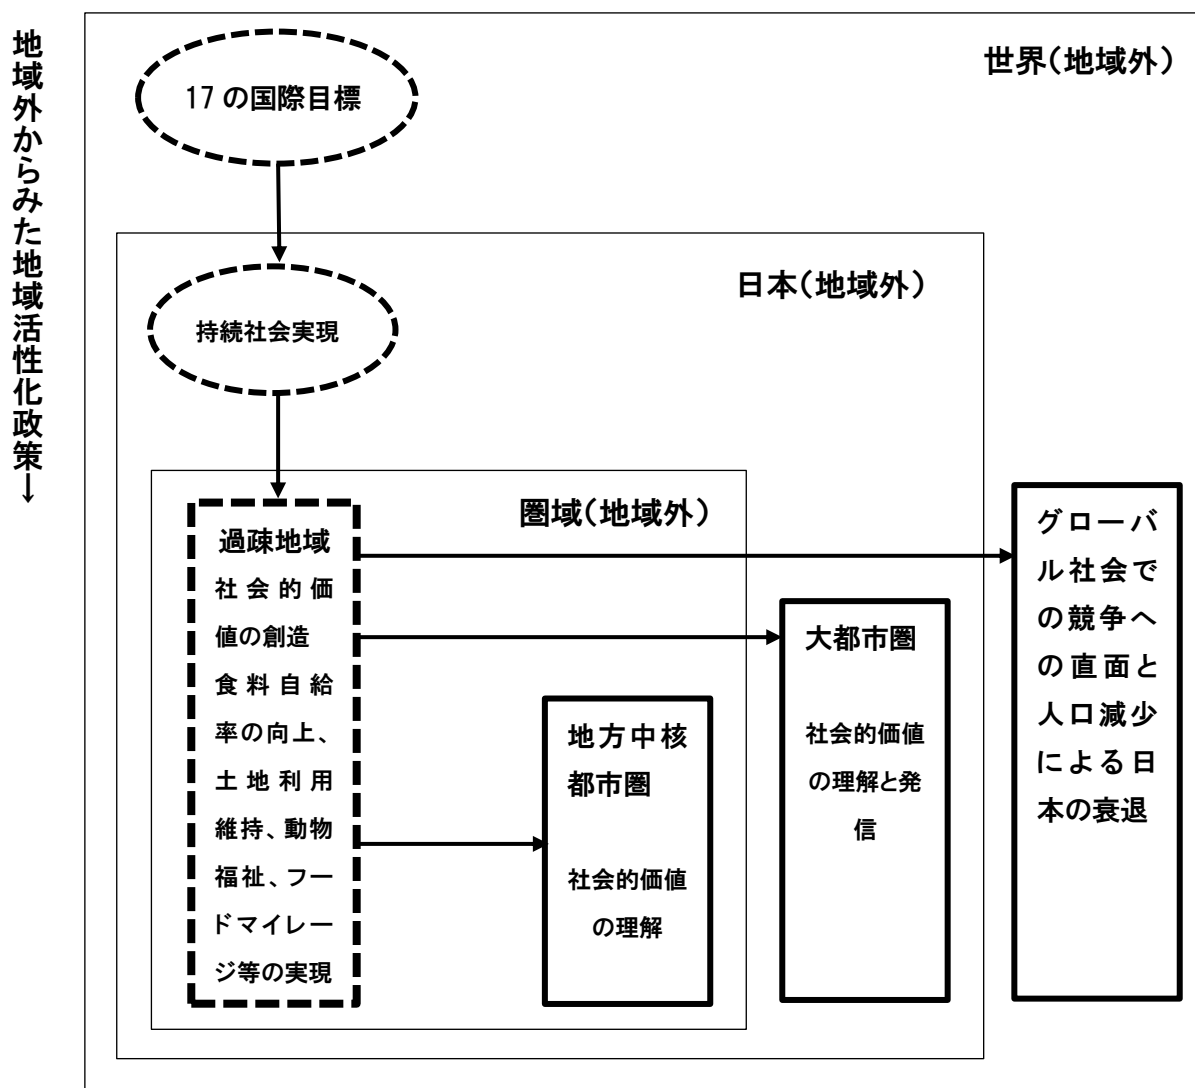 地域外からみた地域活性化政策→
世界(地域外)
17の国際目標
日本(地域外)
持続社会実現
圏域(地域外)
過疎地域
社会的価
値の創造
食料自給
率の向上、
土地利用
維持、動物
福祉、フー
ドマイレー
ジ等の実現
地方中核
都市圏
社会的価値
の理解
大都市圏
社会的価値
の理解と発
信
グローバ
ル社会で
の競争へ
の直面と
人口減少
による日
本の衰退